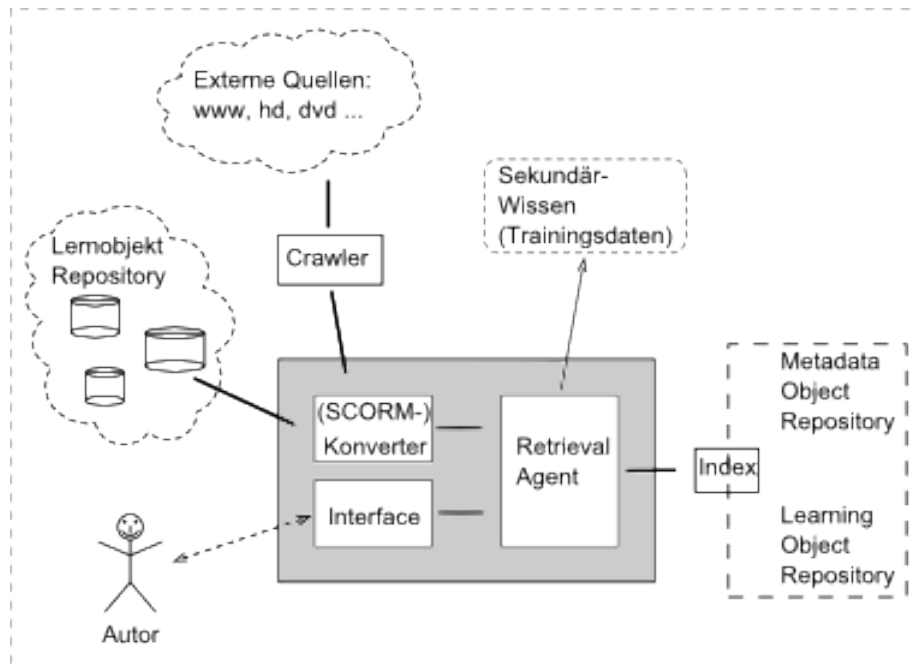 Externe Quellen:
www, hd, dvd ...
Sekundär-
Wissen
(Trainingsdaten)
Crawler
Lernobjekt
Repository
(SCORM-)
Konverter
Retrieval
Agent
Interface
Index
Metadata
Object
Repository
Learning
Object
Repository
Autor